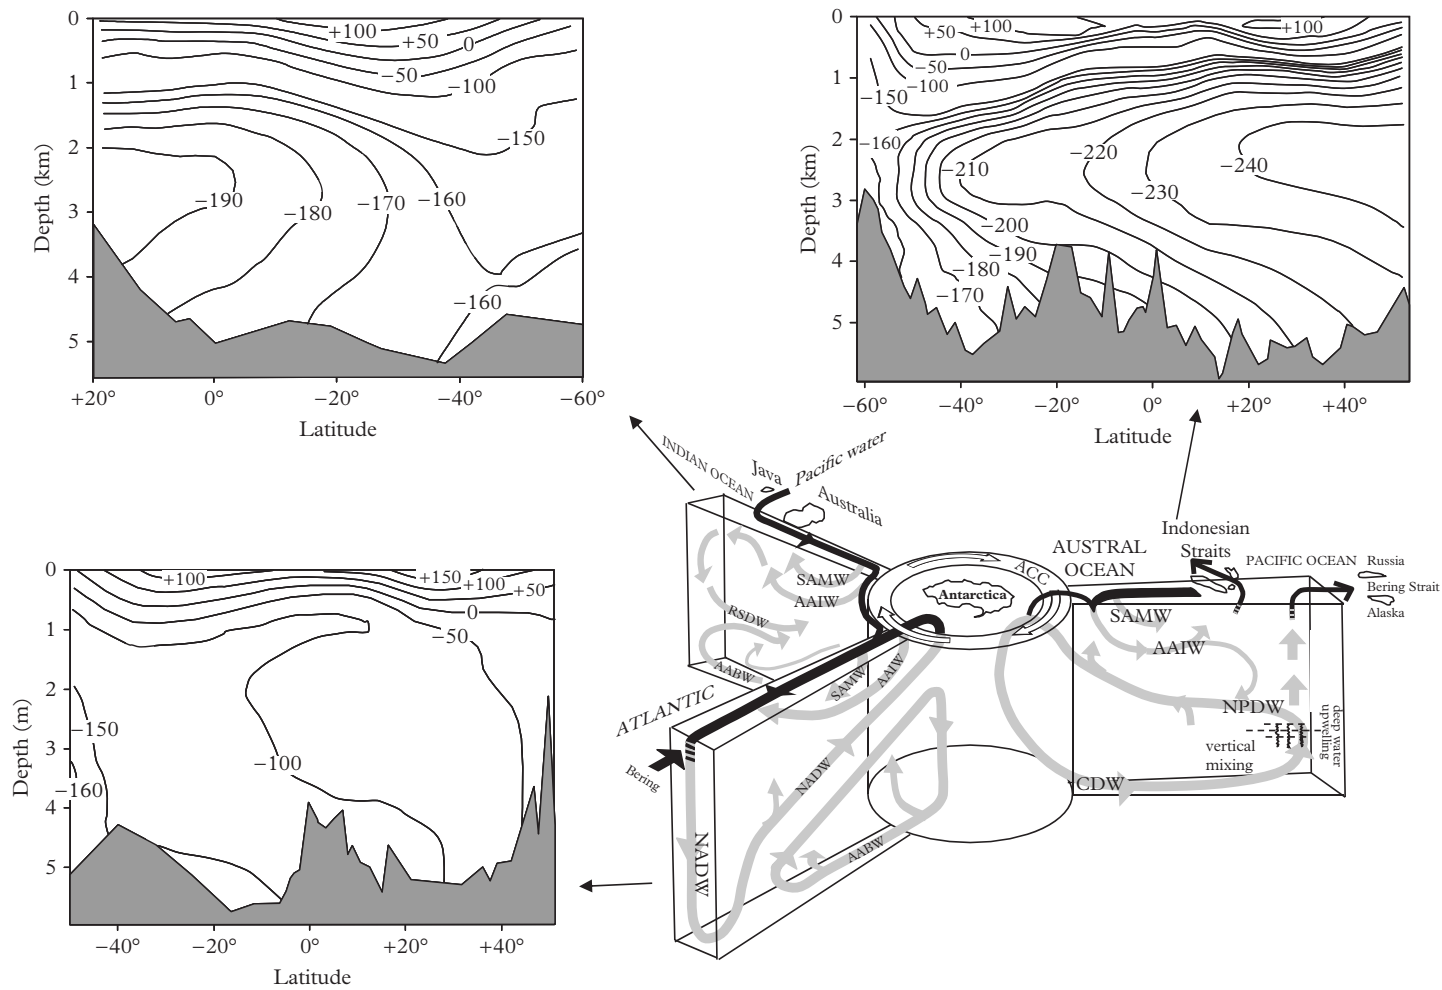 0
1
2
3
4
5
Depth (km)
+100
+50
0
−50
−100
−150
−160
−170
−180
−190
−160
+20°
0°
−20°
−40°
−60°
Latitude
0
1
2
3
4
5
Depth (km)
+50
+100
+100
0
−50
−100
−150
−160
−210
−220
−240
−230
−200
−190
−180
−170
−60°
−40°
−20°
0°
+20°
+40°
Latitude
0
1
2
3
4
5
Depth (m)
+100
+150
+100
+50
0
−50
−100
−150
−160
−100
−40°
−20°
0°
+20°
+40°
Latitude
INDIAN OCEAN
Java
Pacific water
Australia
SAMW
AAIW
RSDW
AABW
ACC
Antarctica
AUSTRAL
OCEAN
Indonesian
Straits
PACIFIC OCEAN
Russia
Bering Strait
Alaska
SAMW
AAIW
NPDW
vertical
mixing
deep water
upwelling
CDW
ATLANTIC
Bering
SAMW
AAIW
NADW
NADW
AABW